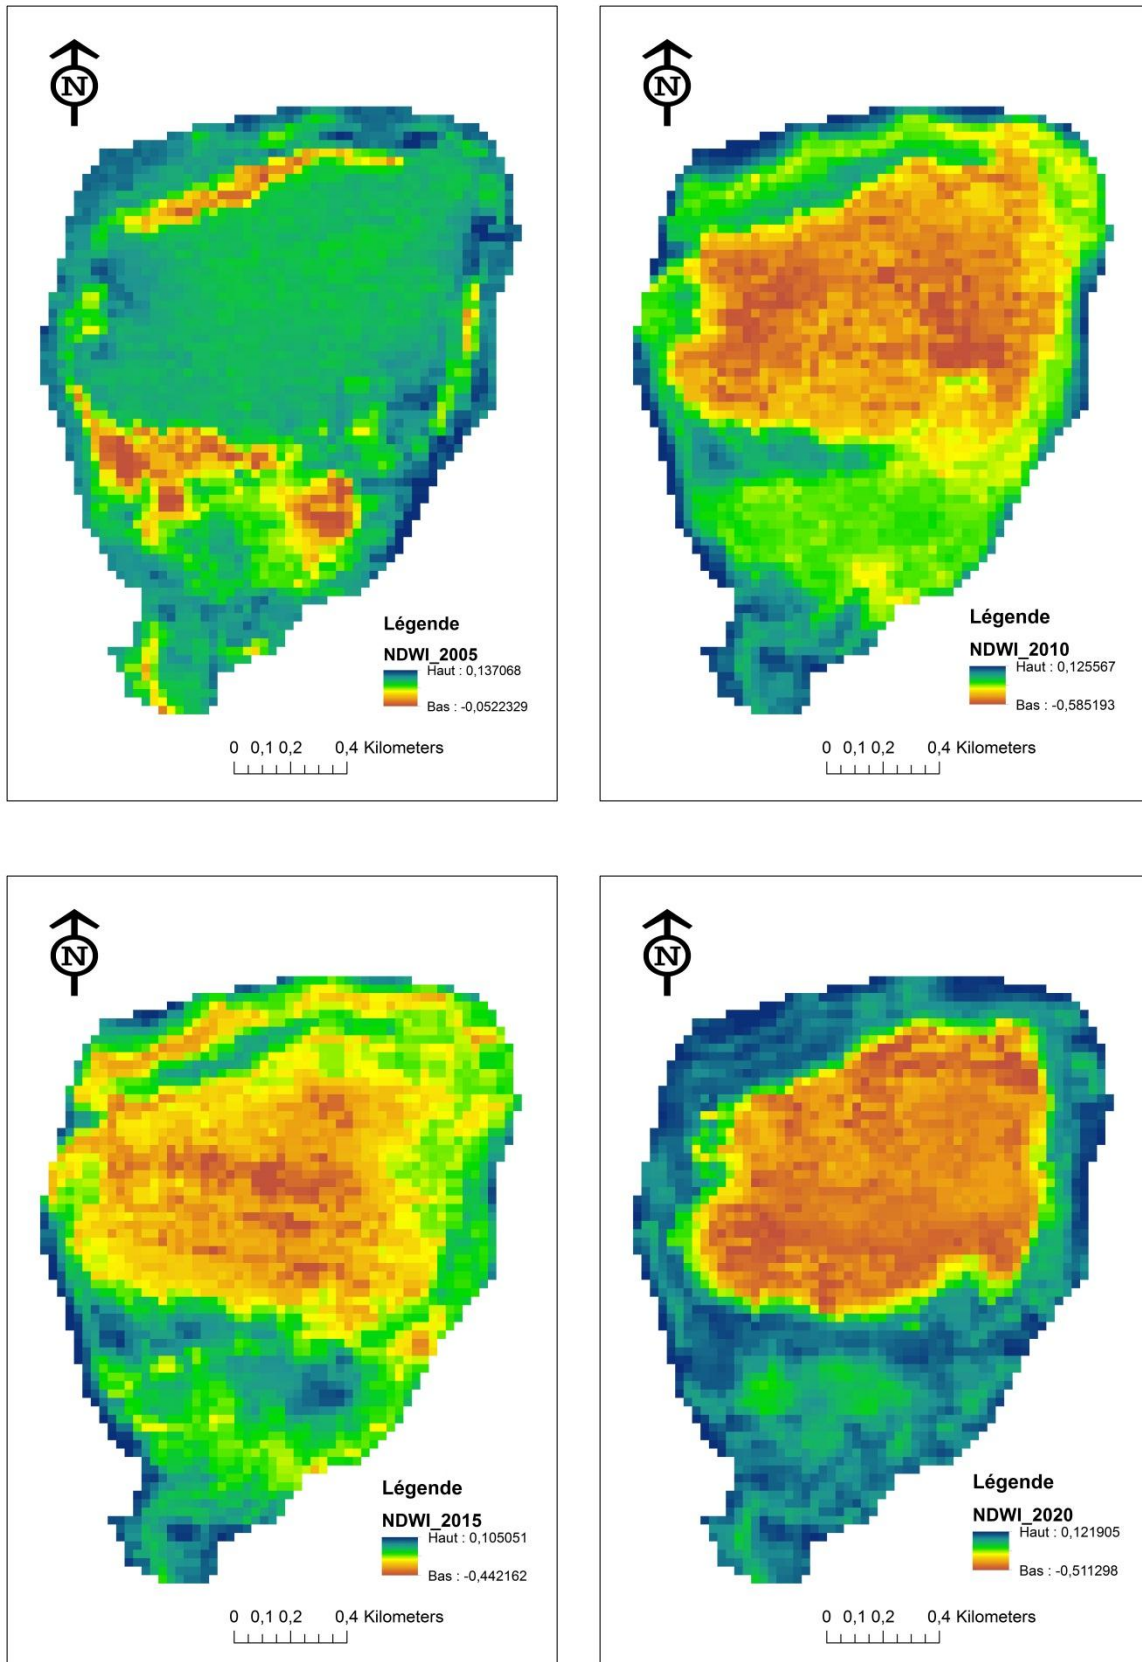 N
Légende
NDWI_2005
Haut : 0,137068
Bas : -0,0522329
0 0,1 0,2 0,4 Kilometers
N
Légende
NDWI_2010
Haut : 0,125567
Bas : -0,585193
0 0,1 0,2 0,4 Kilometers
N
Légende
NDWI_2015
Haut : 0,105051
Bas : -0,442162
0 0,1 0,2 0,4 Kilometers
N
Légende
NDWI_2020
Haut : 0,121905
Bas : -0,511298
0 0,1 0,2 0,4 Kilometers